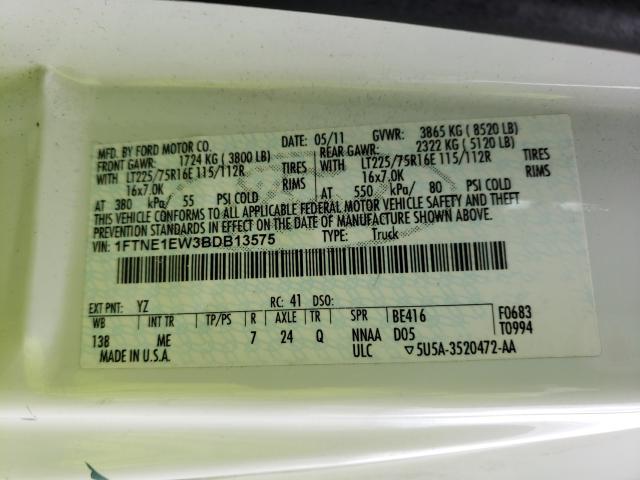 MFD. BY FORD MOTOR CO. DATE: 05/11 GVWR: 3865 KG ( 8520 LB)
FRONT GAWR: 1724 KG ( 3800 LB) REAR GAWR: 2322 KG ( 5120 LB)
WITH LT225/75R16E 115/112R TIRES WITH LT225/75R16E 115/112R TIRES
16x7.0K RIMS 16x7.0K RIMS
AT 380 kPa/ 55 PSI COLD AT 550 kPa/ 80 PSI COLD
THIS VEHICLE CONFORMS TO ALL APPLICABLE FEDERAL MOTOR VEHICLE SAFETY AND THEFT
PREVENTION STANDARDS IN EFFECT ON THE DATE OF MANUFACTURE SHOWN ABOVE.
VIN: 1FTNE1EW3BDB13575 TYPE: Truck
EXT PNT: YZ RC: 41 DSO:
WB INT TR TP/PS R AXLE TR SPR BE416 F0683
138 ME 7 24 Q NNAA D05 T0994
MADE IN U.S.A. ULC ▽5U5A-3520472-AA